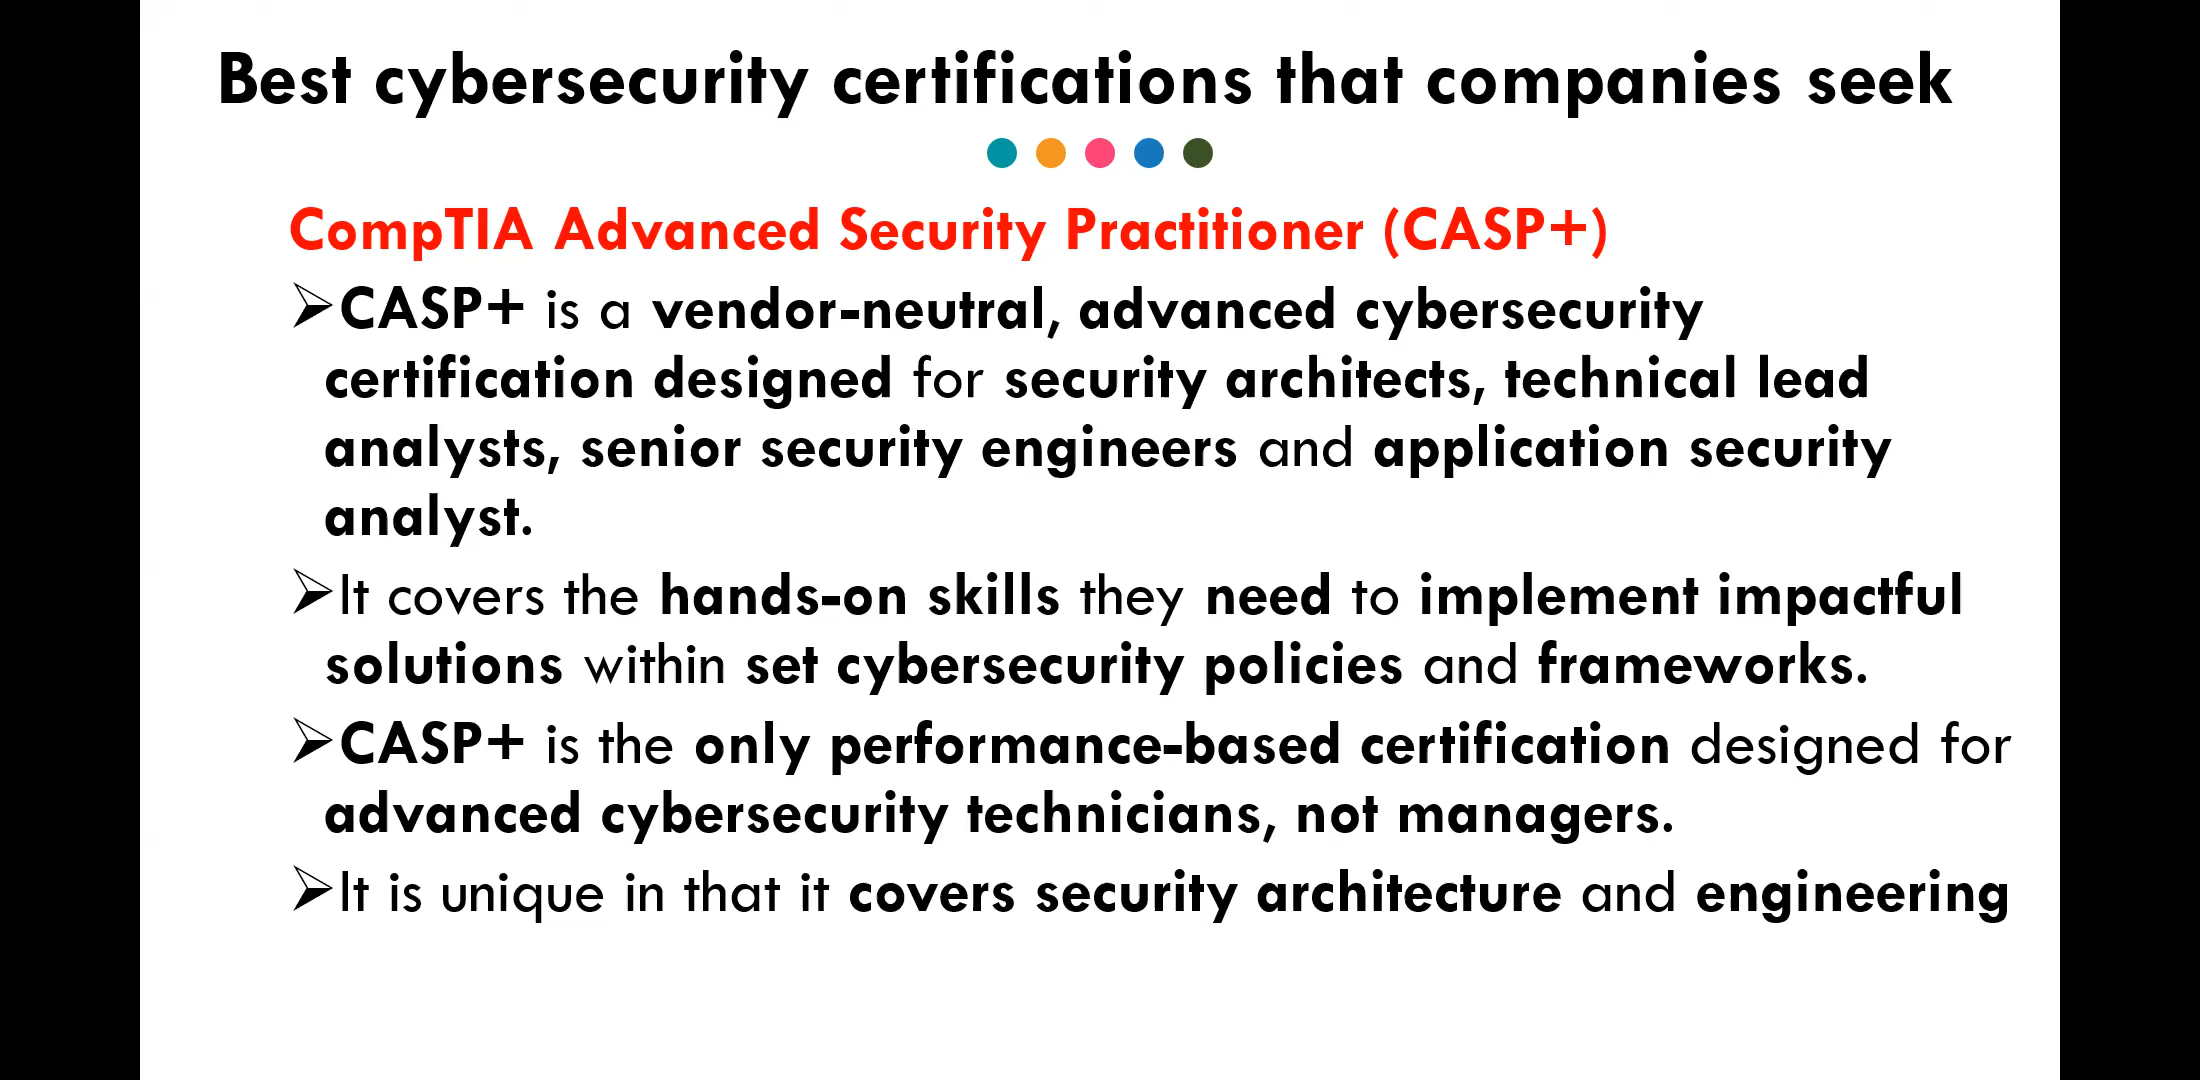 Best cybersecurity certifications that companies seek
CompTIA Advanced Security Practitioner (CASP+)
➢CASP+ is a vendor-neutral, advanced cybersecurity
certification designed for security architects, technical lead
analysts, senior security engineers and application security
analyst.
➢It covers the hands-on skills they need to implement impactful
solutions within set cybersecurity policies and frameworks.
➢CASP+ is the only performance-based certification designed for
advanced cybersecurity technicians, not managers.
➢It is unique in that it covers security architecture and engineering